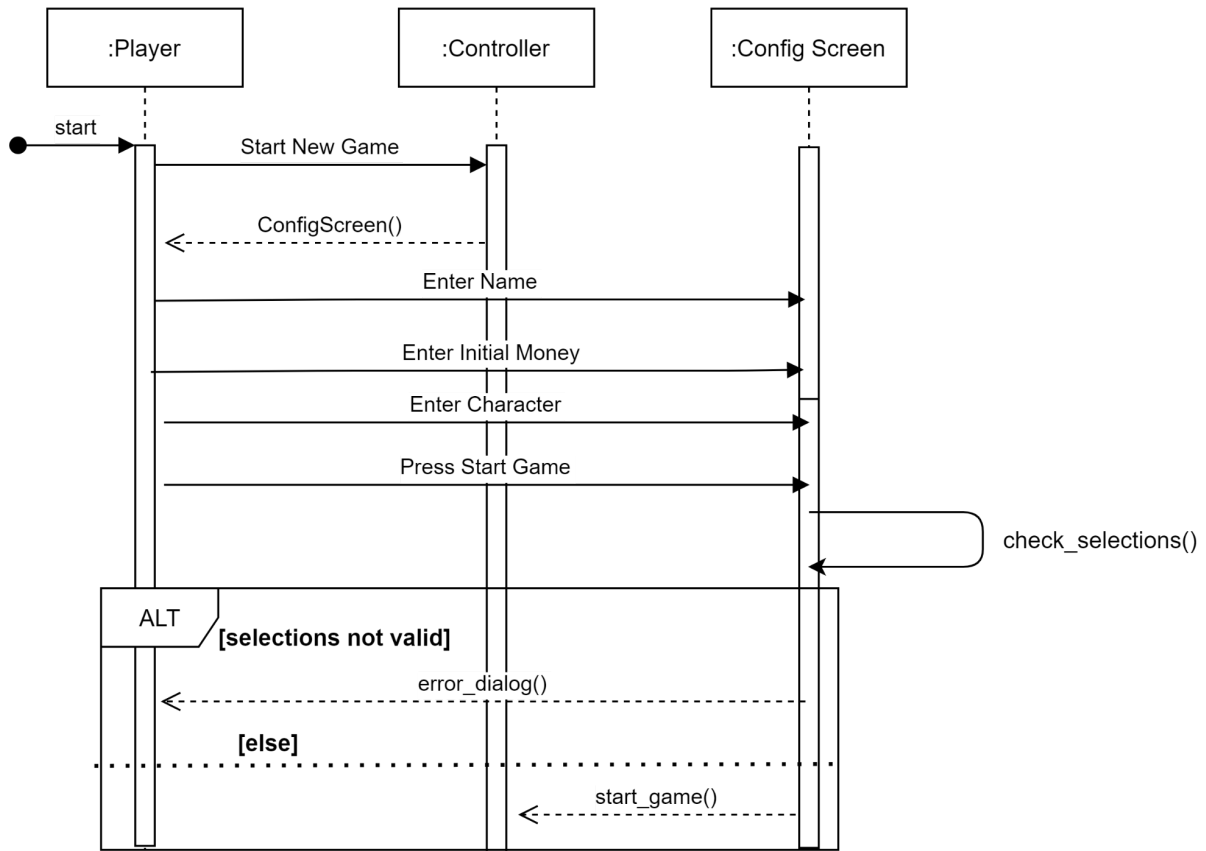 :Player
:Controller
:Config Screen
start
Start New Game
ConfigScreen()
Enter Name
Enter Initial Money
Enter Character
Press Start Game
check_selections()
ALT
[selections not valid]
error_dialog()
[else]
start_game()